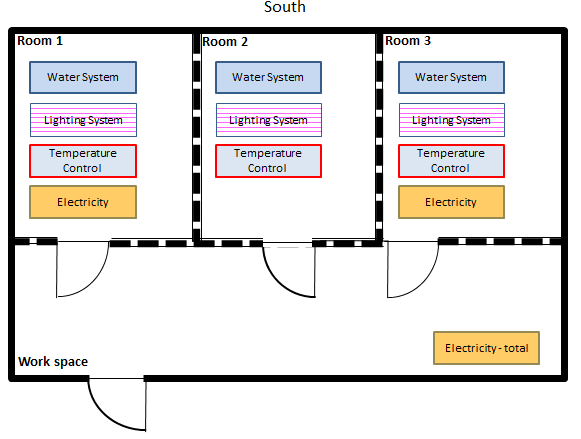 South
Room 1
Room 2
Room 3
Water System
Water System
Water System
Lighting System
Lighting System
Lighting System
Temperature
Control
Temperature
Control
Temperature
Control
Electricity
Electricity
Electricity - total
Work space